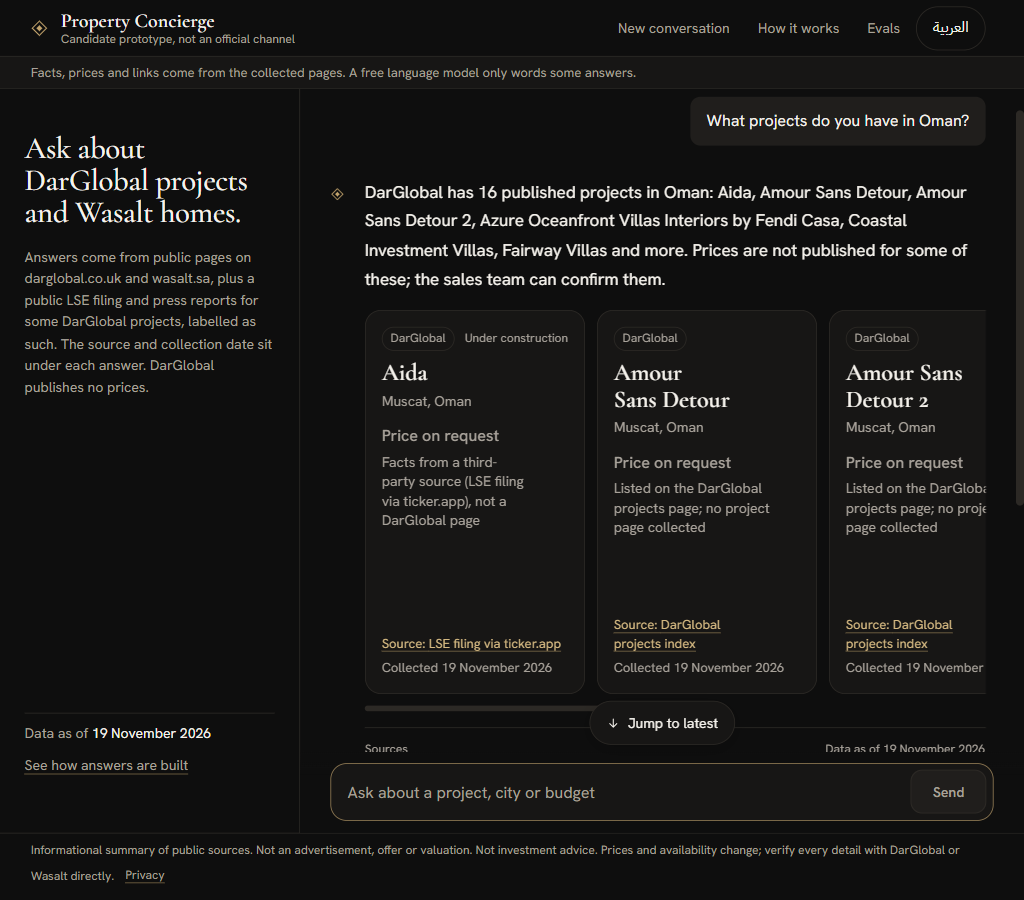 Property Concierge
Candidate prototype, not an official channel
New conversation
How it works
Evals
العربية
Facts, prices and links come from the collected pages. A free language model only words some answers.
Ask about
DarGlobal projects
and Wasalt homes.
Answers come from public pages on
darglobal.co.uk and wasalt.sa, plus a
public LSE filing and press reports for
some DarGlobal projects, labelled as
such. The source and collection date sit
under each answer. DarGlobal
publishes no prices.
Data as of 19 November 2026
See how answers are built
What projects do you have in Oman?
DarGlobal has 16 published projects in Oman: Aida, Amour Sans Detour, Amour
Sans Detour 2, Azure Oceanfront Villas Interiors by Fendi Casa, Coastal
Investment Villas, Fairway Villas and more. Prices are not published for some of
these; the sales team can confirm them.
DarGlobal
Under construction
Aida
Muscat, Oman
Price on request
Facts from a third-
party source (LSE filing
via ticker.app), not a
DarGlobal page
Source: LSE filing via ticker.app
Collected 19 November 2026
DarGlobal
Amour
Sans Detour
Muscat, Oman
Price on request
Listed on the DarGlobal
projects page; no project
page collected
Source: DarGlobal
projects index
Collected 19 November 2026
DarGlobal
Amour Sans
Detour 2
Muscat, Oman
Price on request
Listed on the DarGloba
projects page; no proje
page collected
Source: DarGlobal
projects index
Collected 19 November
↓ Jump to latest
Sources
Data as of 19 November 2026
Ask about a project, city or budget
Send
Informational summary of public sources. Not an advertisement, offer or valuation. Not investment advice. Prices and availability change; verify every detail with DarGlobal or
Wasalt directly. Privacy